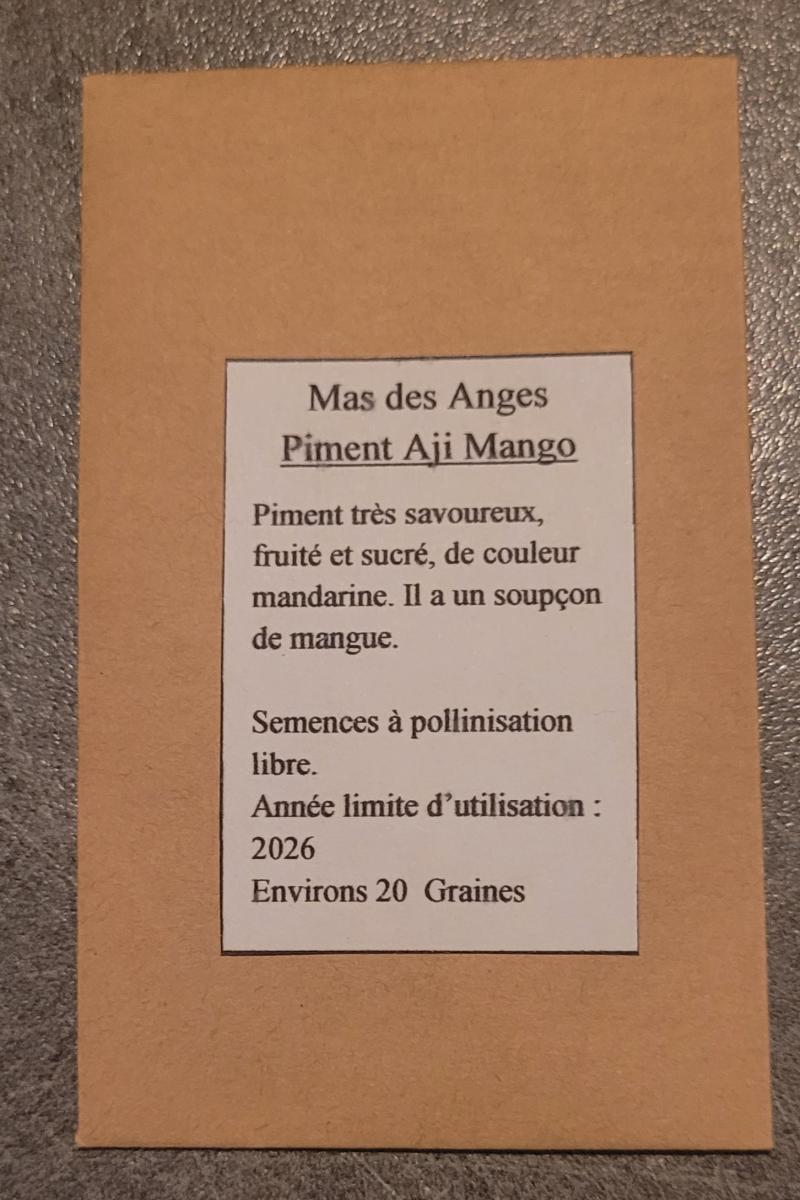 Mas des Anges
Piment Aji Mango
Piment très savoureux,
fruité et sucré, de couleur
mandarine. Il a un soupçon
de mangue.
Semences à pollinisation
libre.
Année limite d’utilisation :
2026
Environs 20  Graines